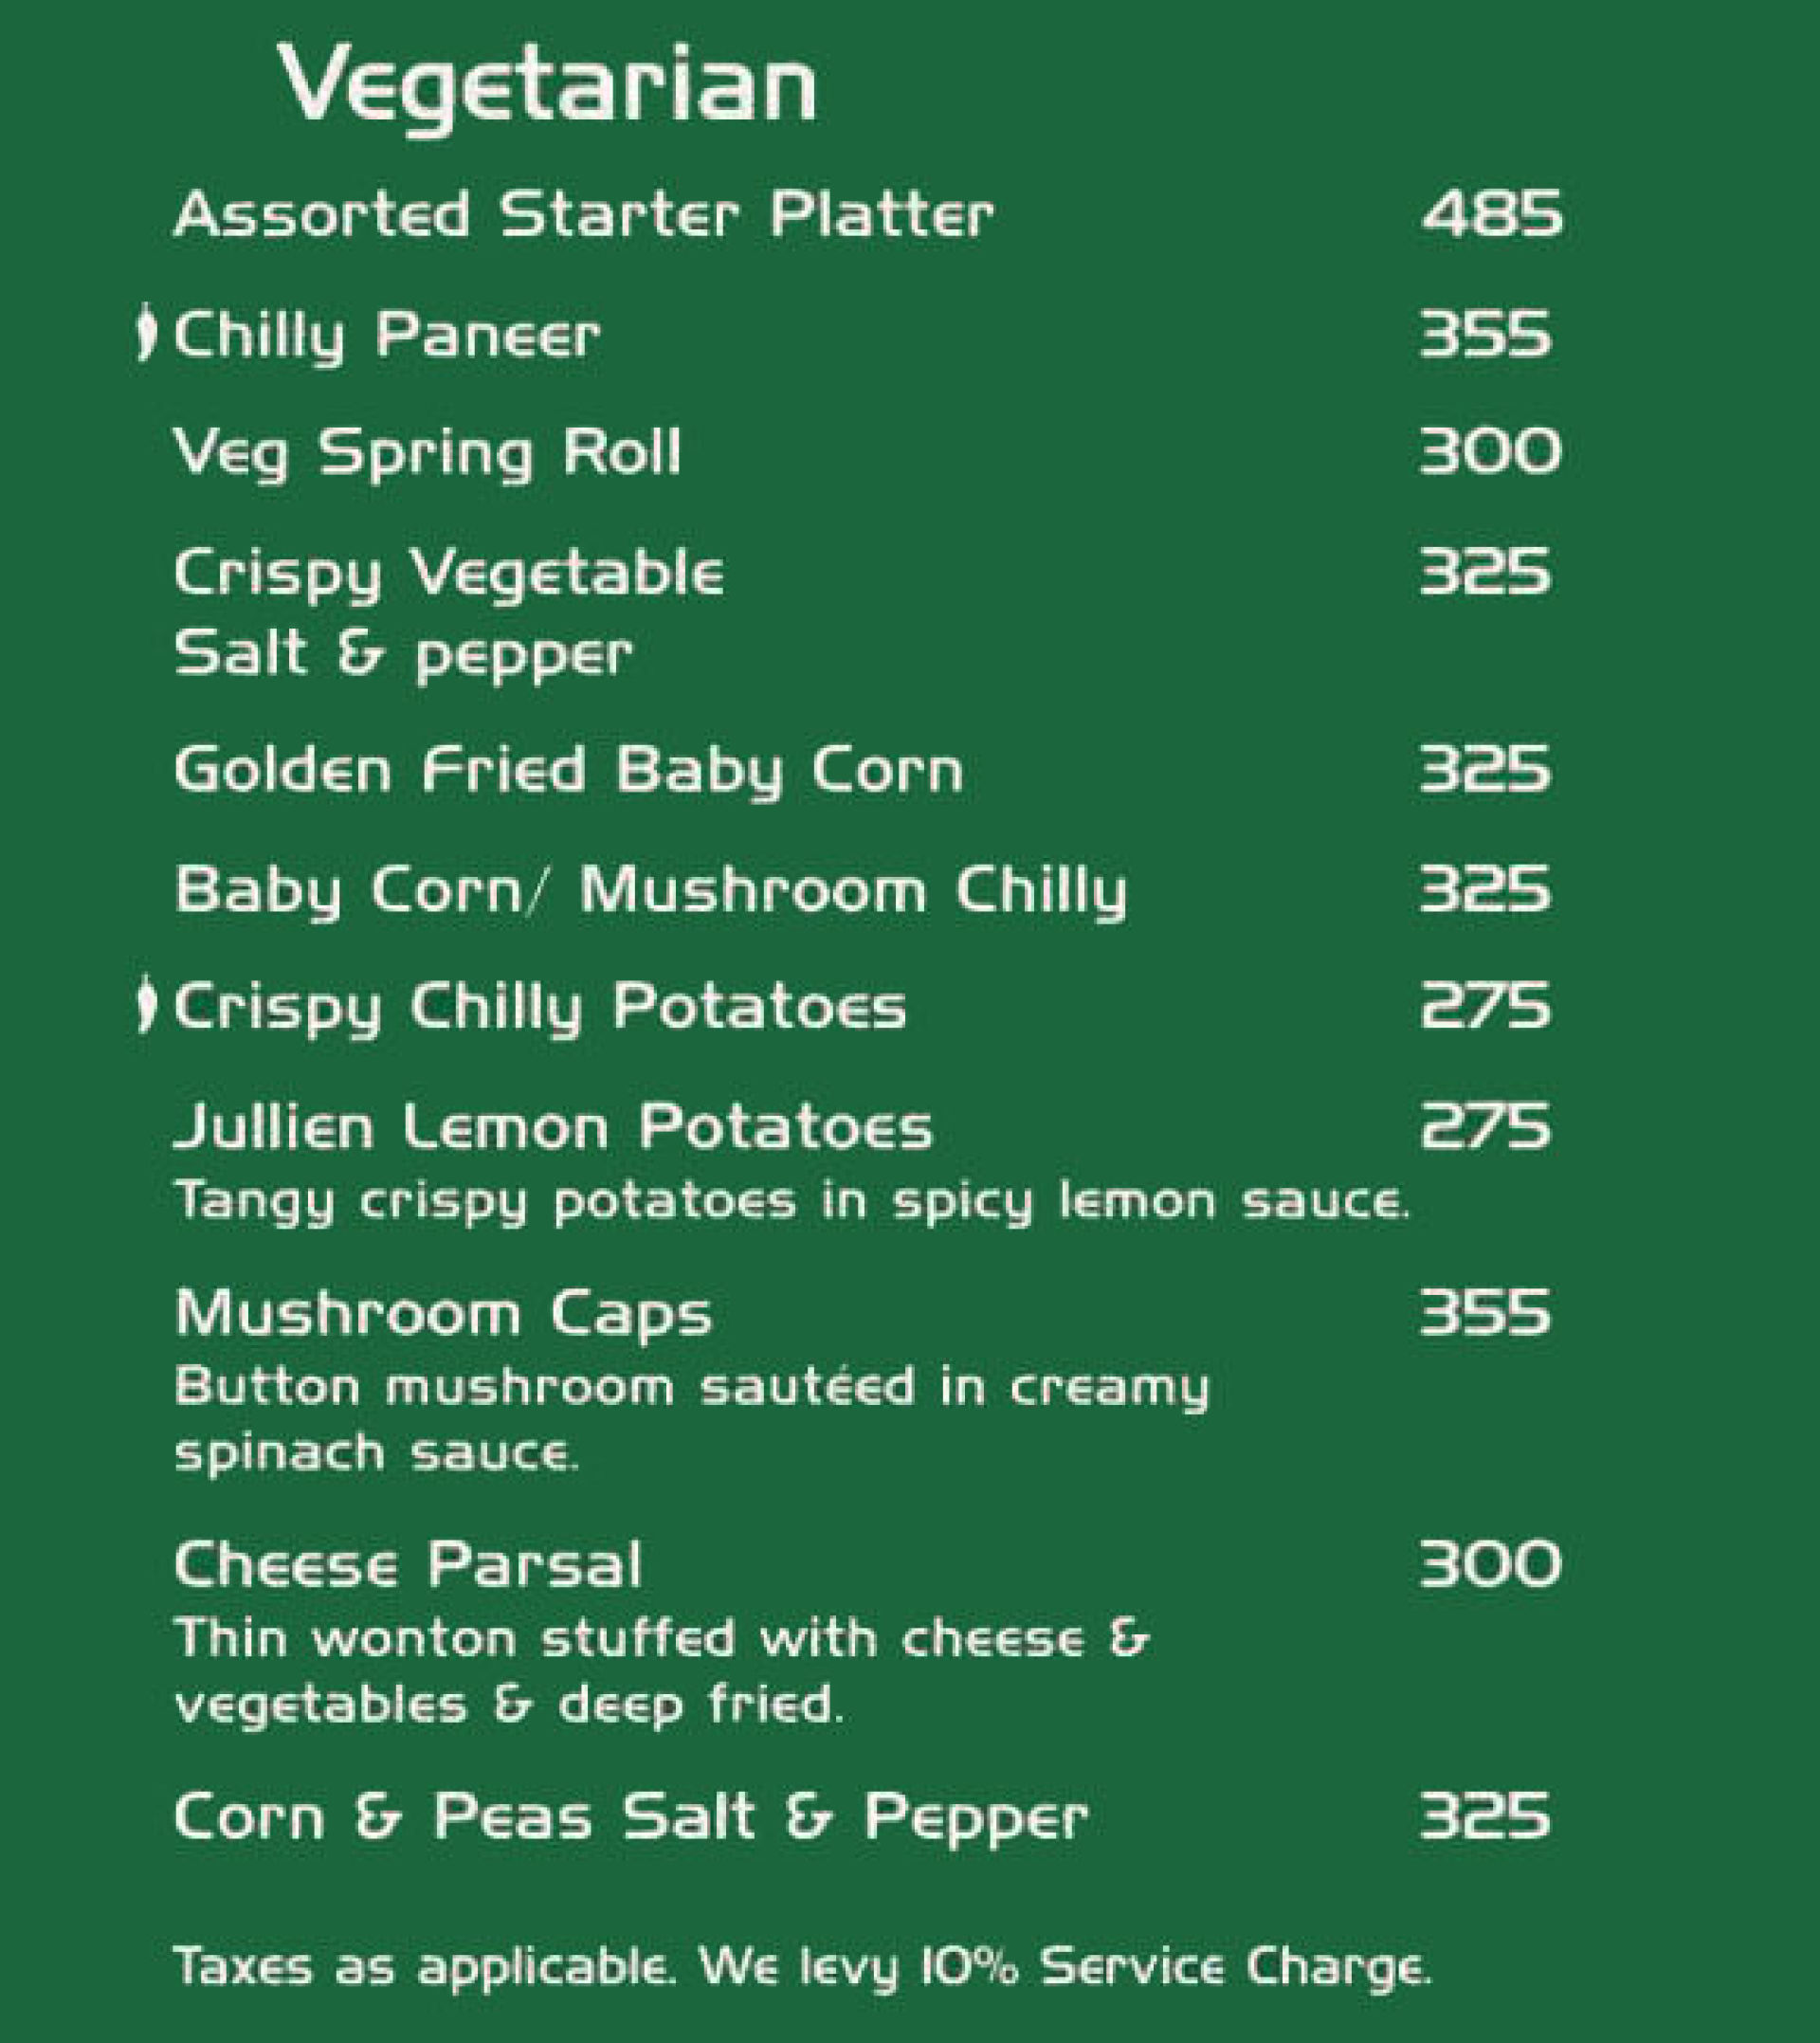 Vegetarian
Assorted Starter Platter 485
Chilly Paneer 355
Veg Spring Roll 300
Crispy Vegetable 325
Salt & pepper
Golden Fried Baby Corn 325
Baby Corn/ Mushroom Chilly 325
Crispy Chilly Potatoes 275
Jullien Lemon Potatoes 275
Tangy crispy potatoes in spicy lemon sauce.
Mushroom Caps 355
Button mushroom sautéed in creamy
spinach sauce.
Cheese Parsal 300
Thin wonton stuffed with cheese &
vegetables & deep fried.
Corn & Peas Salt & Pepper 325
Taxes as applicable. We levy 10% Service Charge.